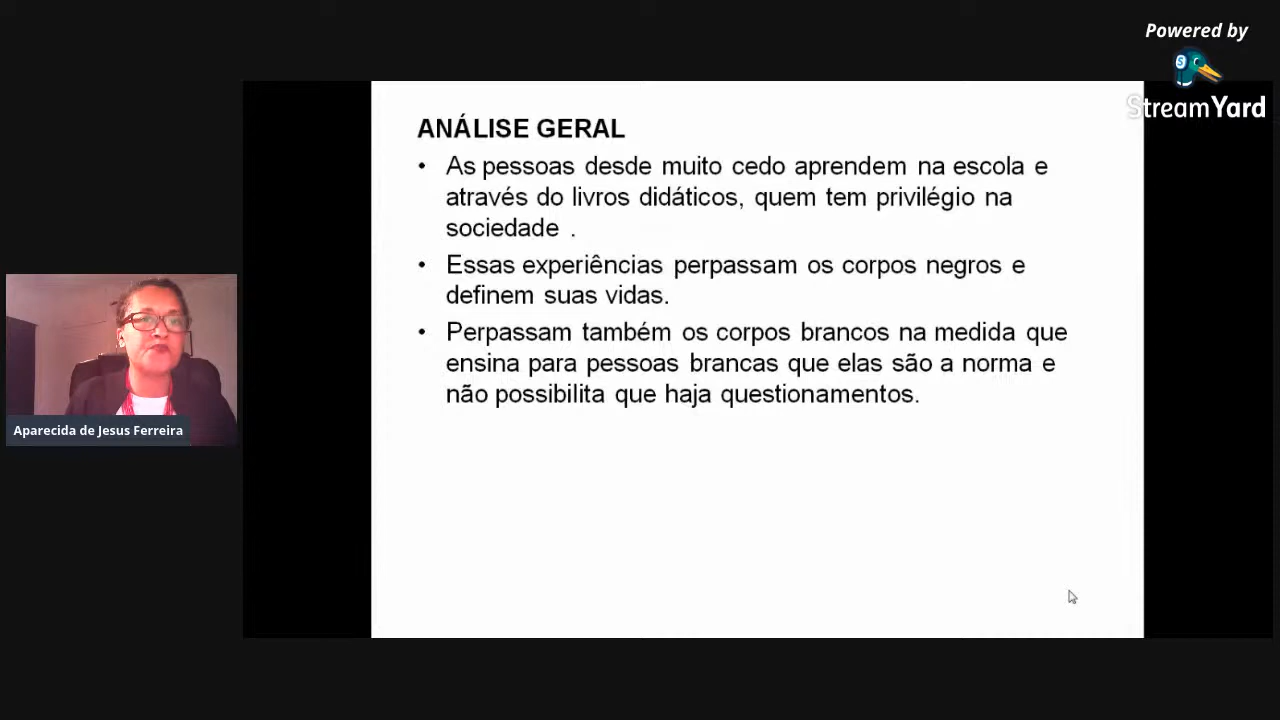 Powered by
StreamYard
ANÁLISE GERAL
• As pessoas desde muito cedo aprendem na escola e
através do livros didáticos, quem tem privilégio na
sociedade .
• Essas experiências perpassam os corpos negros e
definem suas vidas.
• Perpassam também os corpos brancos na medida que
ensina para pessoas brancas que elas são a norma e
não possibilita que haja questionamentos.
Aparecida de Jesus Ferreira